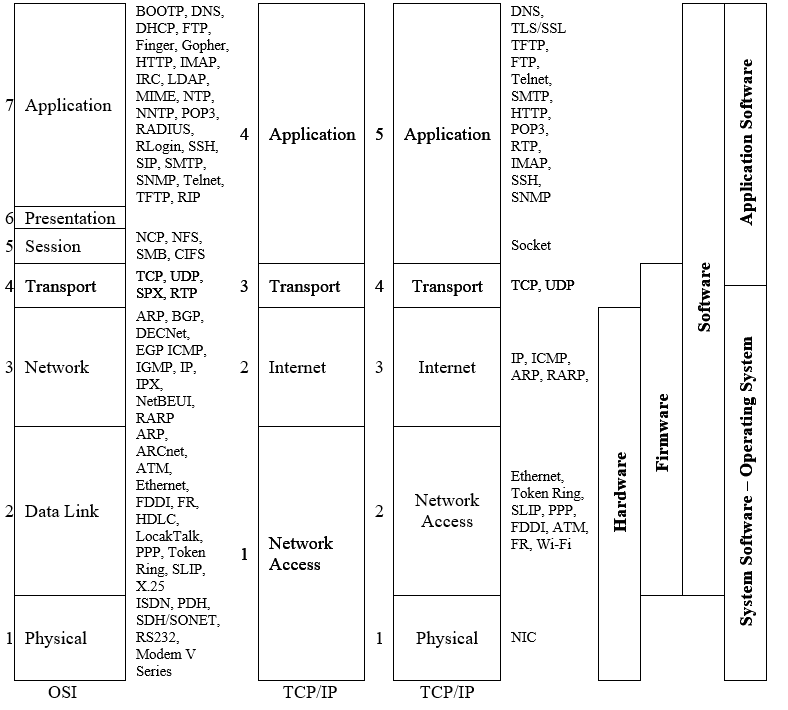 7 Application
BOOTP, DNS,
DHCP, FTP,
Finger, Gopher,
HTTP, IMAP,
IRC, LDAP,
MIME, NTP,
NNTP, POP3,
RADIUS,
RLogin, SSH,
SIP, SMTP,
SNMP, Telnet,
TFTP, RIP
6 Presentation
5 Session
NCP, NFS,
SMB, CIFS
4 Transport
TCP, UDP,
SPX, RTP
3 Network
ARP, BGP,
DECNet,
EGP ICMP,
IGMP, IP,
IPX,
NetBEUI,
RARP
2 Data Link
ARP,
ARCnet,
ATM,
Ethernet,
FDDI, FR,
HDLC,
LocakTalk,
PPP, Token
Ring, SLIP,
X.25
1 Physical
ISDN, PDH,
SDH/SONET,
RS232,
Modem V
Series
OSI
4 Application
3 Transport
2 Internet
1 Network
Access
TCP/IP
5 Application
DNS,
TLS/SSL
TFTP,
FTP,
Telnet,
SMTP,
HTTP,
POP3,
RTP,
IMAP,
SSH,
SNMP
Socket
4 Transport
TCP, UDP
3 Internet
IP, ICMP,
ARP, RARP,
2 Network
Access
Ethernet,
Token Ring,
SLIP, PPP,
FDDI, ATM,
FR, Wi-Fi
1 Physical
NIC
TCP/IP
Hardware
Firmware
Software
Application Software
System Software – Operating System